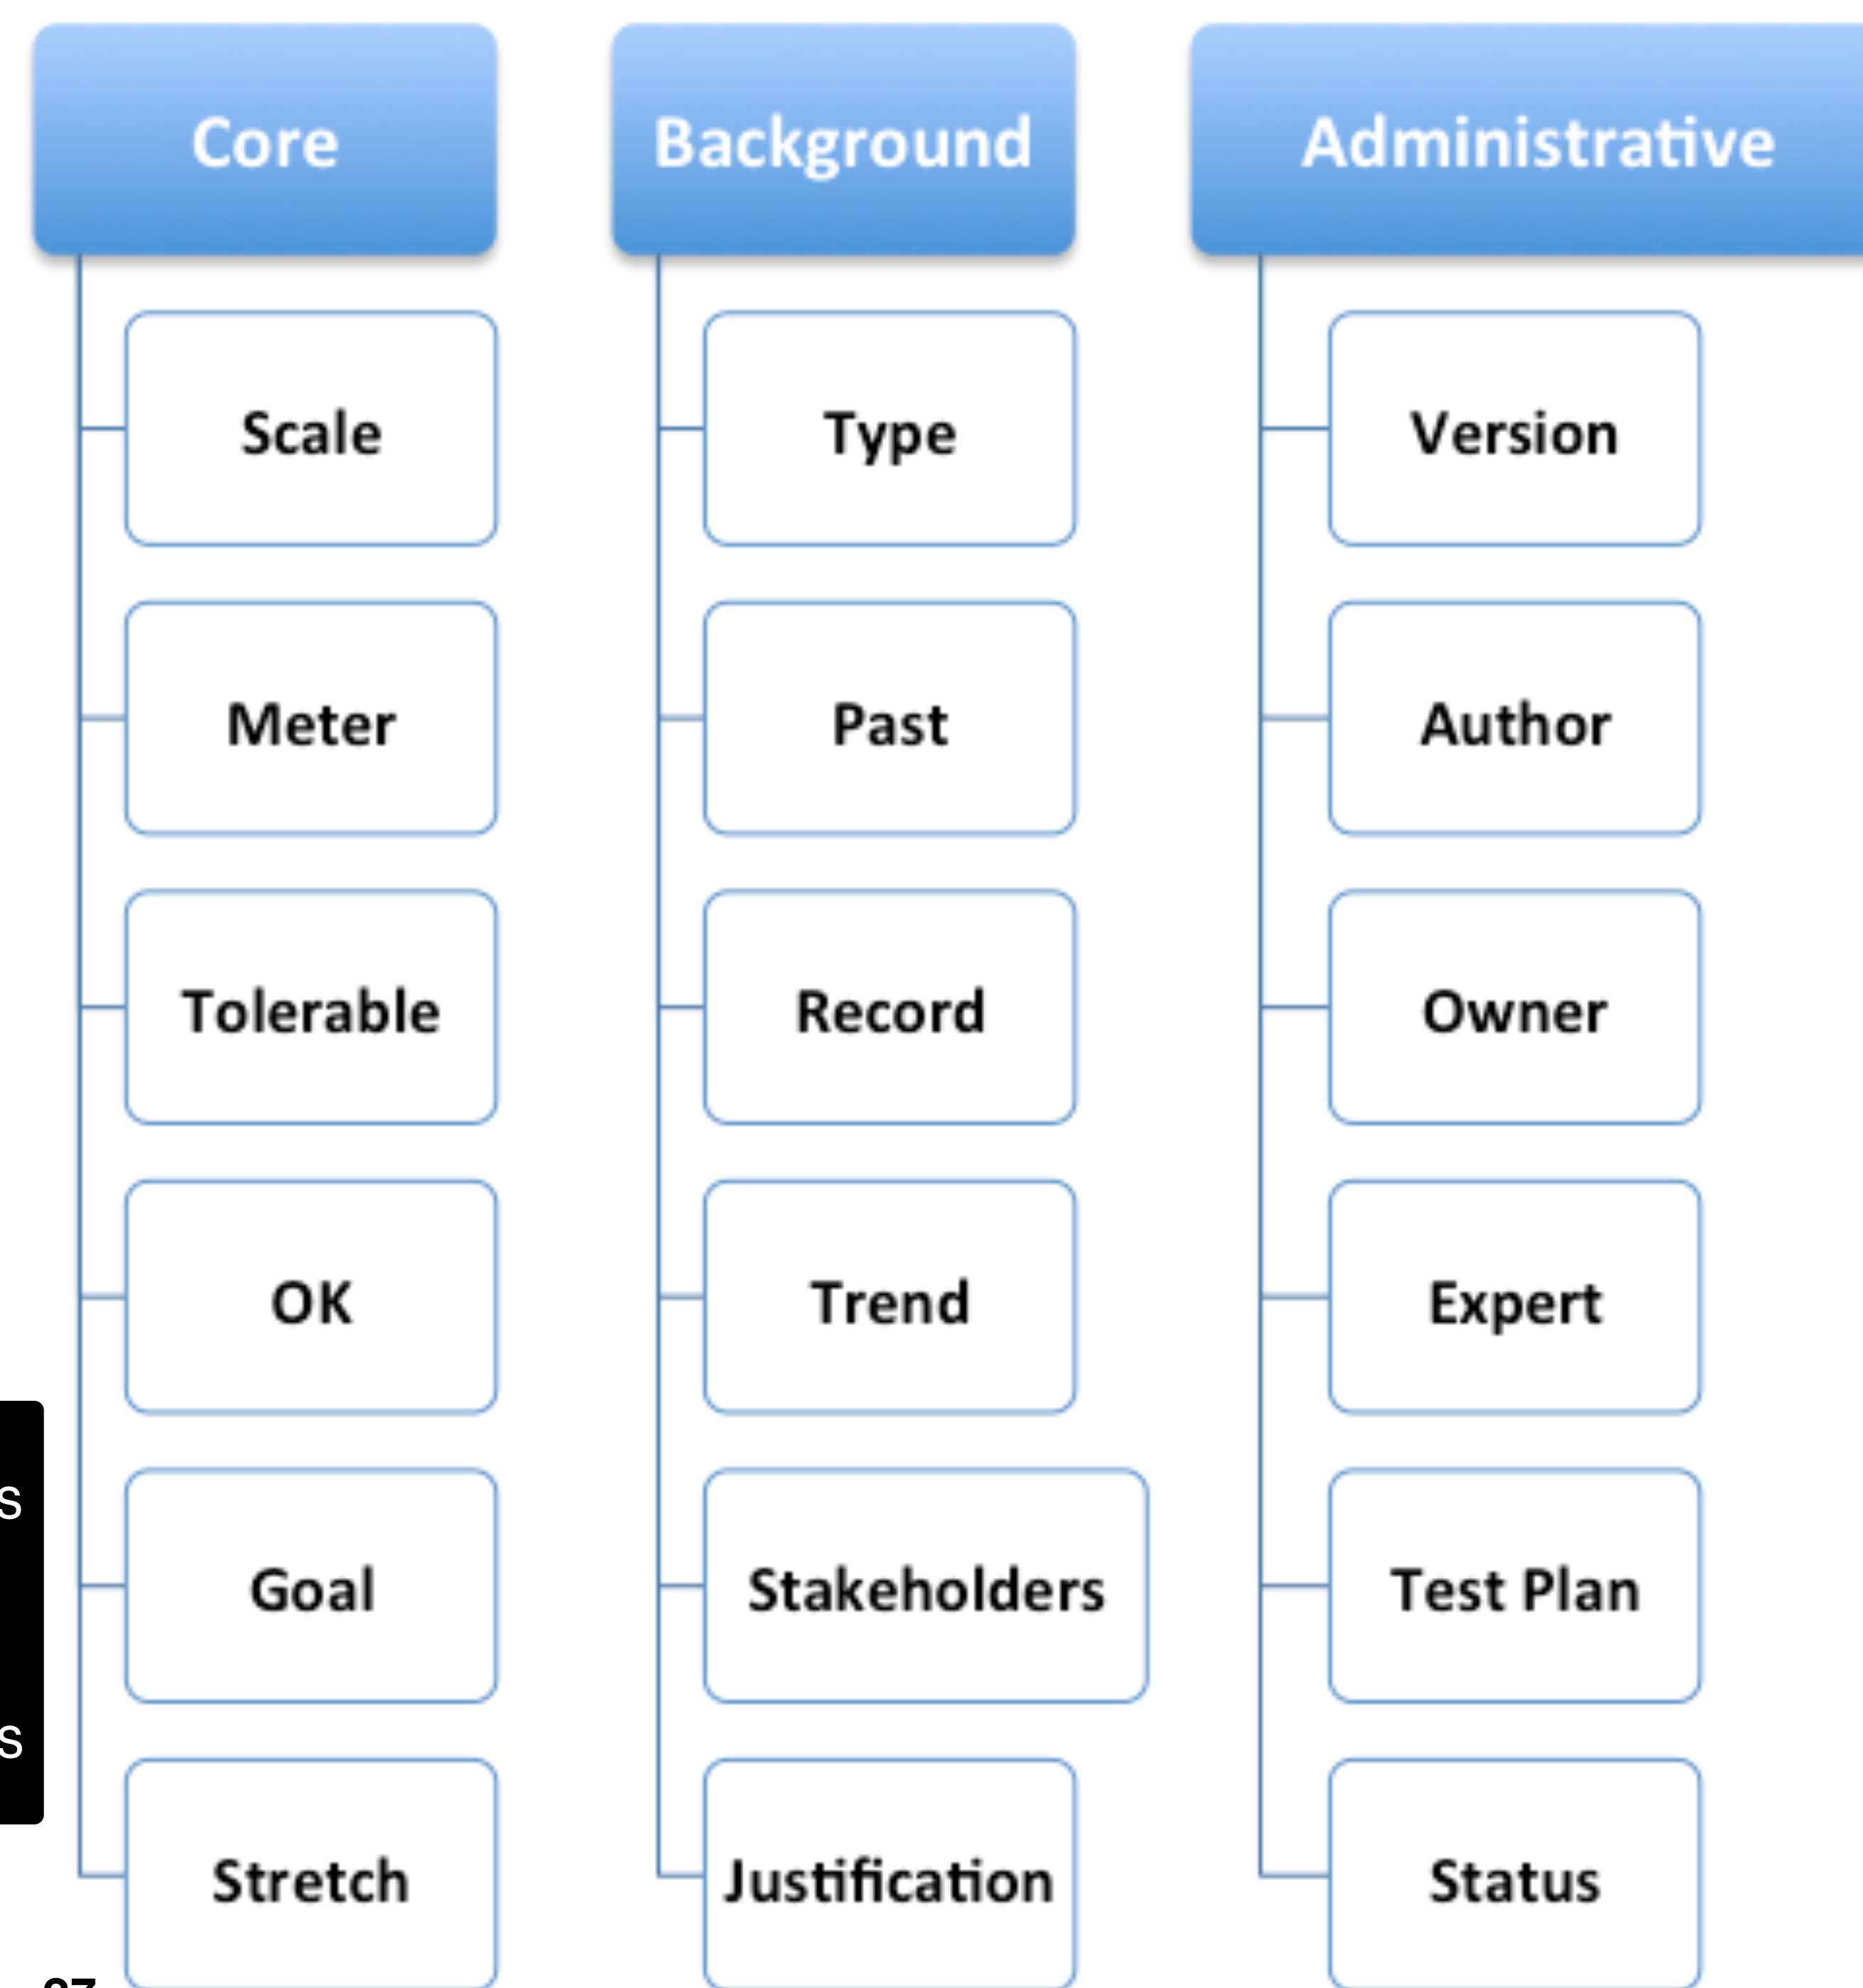 Core
Scale
Meter
Tolerable
OK
Goal
Stretch
Background
Type
Past
Record
Trend
Stakeholders
Justification
Administrative
Version
Author
Owner
Expert
Test Plan
Status
s
s